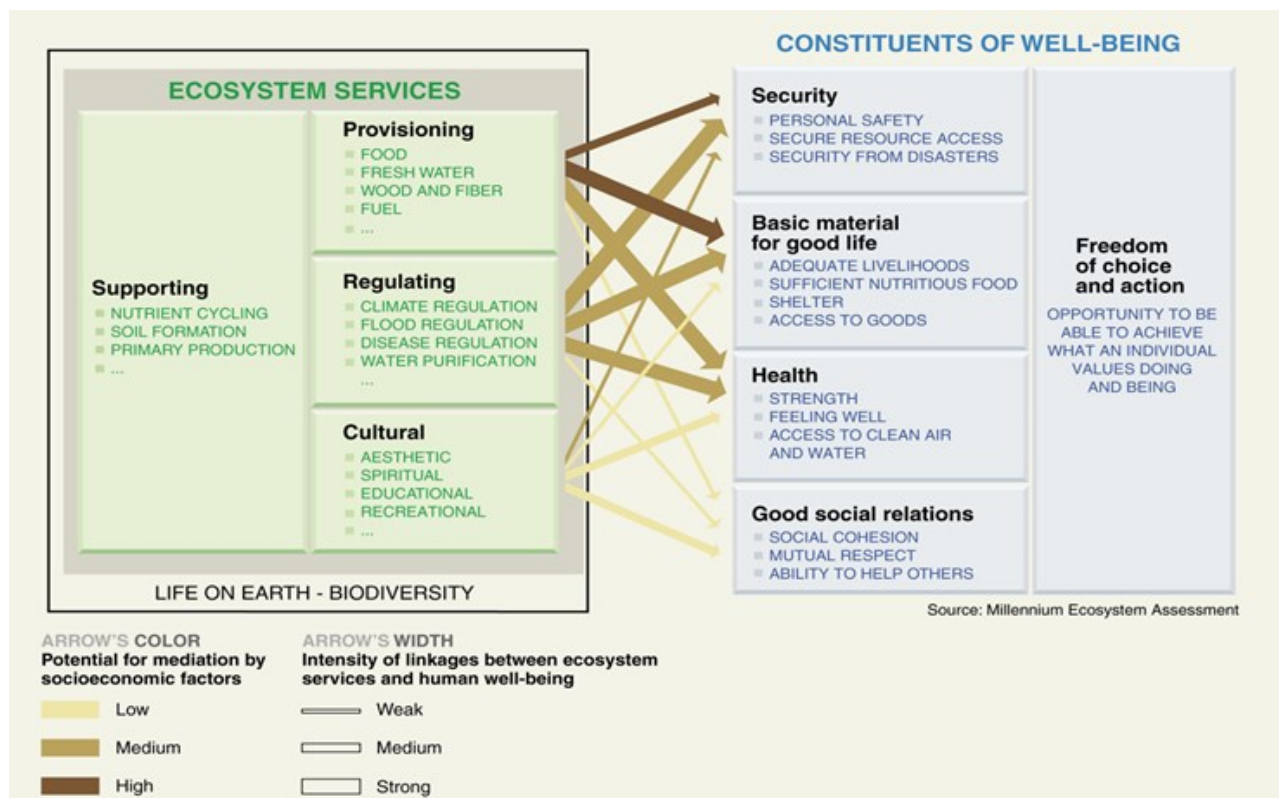 CONSTITUENTS OF WELL-BEING
ECOSYSTEM SERVICES
Supporting
NUTRIENT CYCLING
SOIL FORMATION
PRIMARY PRODUCTION
...
Provisioning
FOOD
FRESH WATER
WOOD AND FIBER
FUEL
...
Regulating
CLIMATE REGULATION
FLOOD REGULATION
DISEASE REGULATION
WATER PURIFICATION
...
Cultural
AESTHETIC
SPIRITUAL
EDUCATIONAL
RECREATIONAL
...
LIFE ON EARTH - BIODIVERSITY
Security
PERSONAL SAFETY
SECURE RESOURCE ACCESS
SECURITY FROM DISASTERS
Basic material
for good life
ADEQUATE LIVELIHOODS
SUFFICIENT NUTRITIOUS FOOD
SHELTER
ACCESS TO GOODS
Health
STRENGTH
FEELING WELL
ACCESS TO CLEAN AIR
AND WATER
Good social relations
SOCIAL COHESION
MUTUAL RESPECT
ABILITY TO HELP OTHERS
Freedom
of choice
and action
OPPORTUNITY TO BE
ABLE TO ACHIEVE
WHAT AN INDIVIDUAL
VALUES DOING
AND BEING
Source: Millennium Ecosystem Assessment
ARROW'S COLOR
Potential for mediation by
socioeconomic factors
Low
Medium
High
ARROW'S WIDTH
Intensity of linkages between ecosystem
services and human well-being
Weak
Medium
Strong